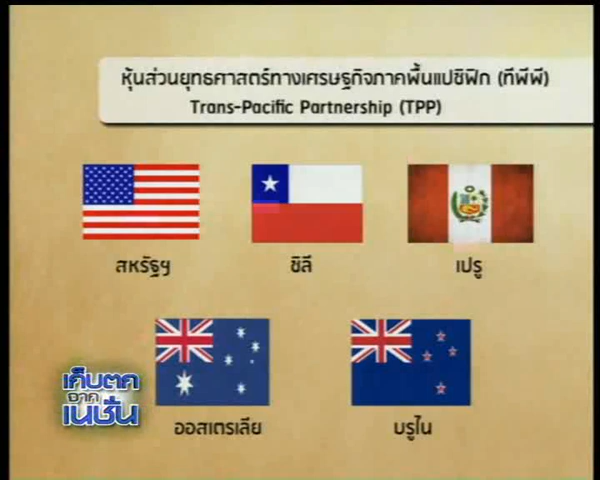 หุ้นส่วนยุทธศาสตร์ทางเศรษฐกิจภาคพื้นแปซิฟิก (ทีพีพี)
Trans-Pacific Partnership (TPP)
สหรัฐฯ
ชิลี
เปรู
ออสเตรเลีย
บรูไน
เก็บตก
จาก
เนชั่น